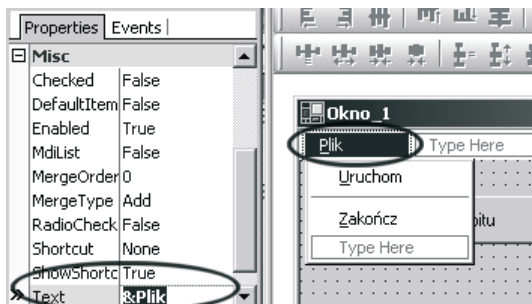 Properties Events
Misc
Checked False
DefaultItem False
Enabled True
MdiList False
MergeOrder 0
MergeType Add
RadioCheck False
Shortcut None
ShowShortc True
Text &Plik
Okno_1
Plik Type Here
Uruchom
Zakończ
Type Here